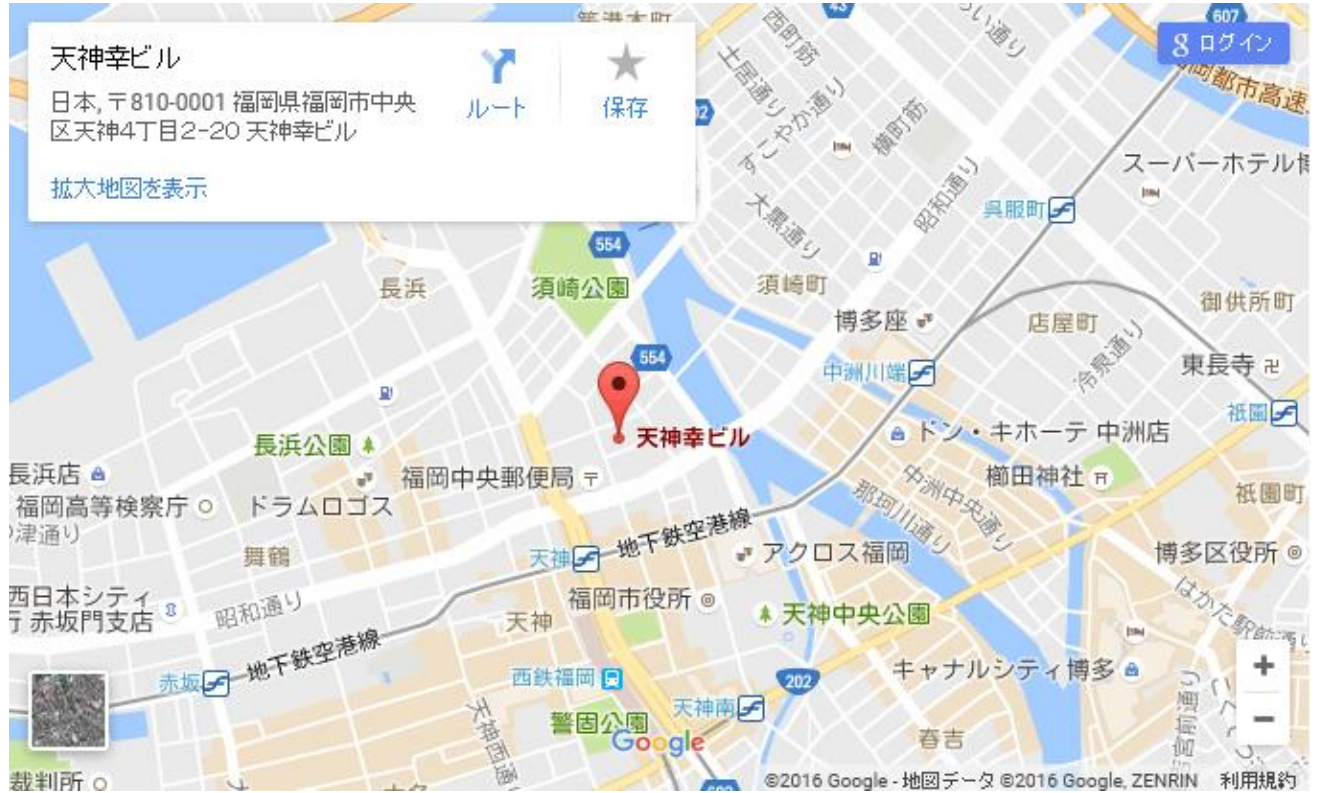 天神幸ビル
日本, 〒810-0001 福岡県福岡市中央
区天神4丁目2-20 天神幸ビル
拡大地図を表示
ルート
保存
8 ログイン
43
607
西町筋
土居通り
すこやか通り
横町筋
昭和通り
大黒通り
スーパーホテル
呉服町
554
長浜
須崎公園
須崎町
博多座
店屋町
御供所町
冷泉通り
東長寺
554
中洲川端
祇園
天神幸ビル
ドン・キホーテ 中洲店
長浜公園
長浜店
福岡中央郵便局 〒
櫛田神社
中洲中央通り
那珂川通り
祇園町
福岡高等検察庁
ドラムロゴス
津通り
舞鶴
天神
地下鉄空港線
アクロス福岡
博多区役所
西日本シティ
行 赤坂門支店
昭和通り
福岡市役所
天神
天神中央公園
地下鉄空港線
赤坂
西鉄福岡
202
キャナルシティ博多
天神南
警固公園
天神西通
春吉
宮前通り
Google
+
−
裁判所
©2016 Google - 地図データ ©2016 Google, ZENRIN
利用規約